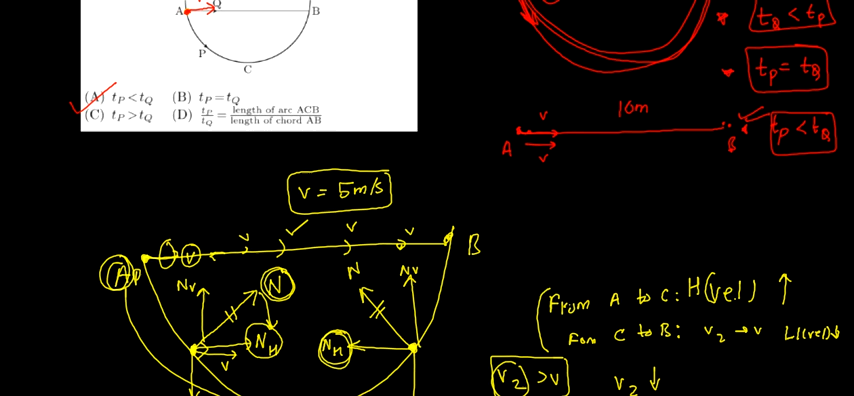 Q
A
B
P
C
(A) tP < tQ (B) tP = tQ
(C) tP > tQ (D) tP/tQ = length of arc ACB/length of chord AB
tQ < tP
tP = tQ
tP < tQ
10m
V
A
V
B
V = 5m/s
V
V
V
V
A
P
B
NV
N
NH
V
N
NV
NH
From A to C: H(vel) ↑
From C to B: V2 → V
V2 > V
V2 ↓